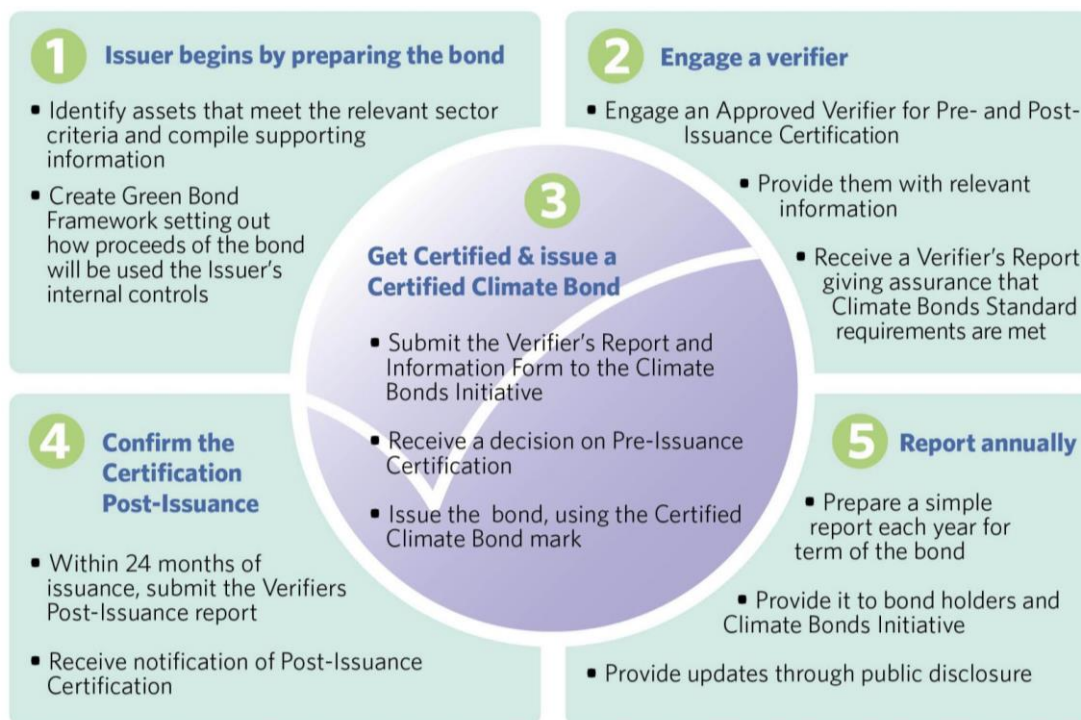 1
Issuer begins by preparing the bond
▪ Identify assets that meet the relevant sector
criteria and compile supporting
information
▪ Create Green Bond
Framework setting out
how proceeds of the bond
will be used the Issuer's
internal controls
2
Engage a verifier
▪ Engage an Approved Verifier for Pre- and Post-
Issuance Certification
▪ Provide them with relevant
information
▪ Receive a Verifier's Report
giving assurance that
Climate Bonds Standard
requirements are met
3
Get Certified & issue a
Certified Climate Bond
▪ Submit the Verifier's Report and
Information Form to the Climate
Bonds Initiative
▪ Receive a decision on Pre-Issuance
Certification
▪ Issue the bond, using the Certified
Climate Bond mark
4
Confirm the
Certification
Post-Issuance
▪ Within 24 months of
issuance, submit the Verifiers
Post-Issuance report
▪ Receive notification of Post-Issuance
Certification
5
Report annually
▪ Prepare a simple
report each year for
term of the bond
▪ Provide it to bond holders and
Climate Bonds Initiative
▪ Provide updates through public disclosure